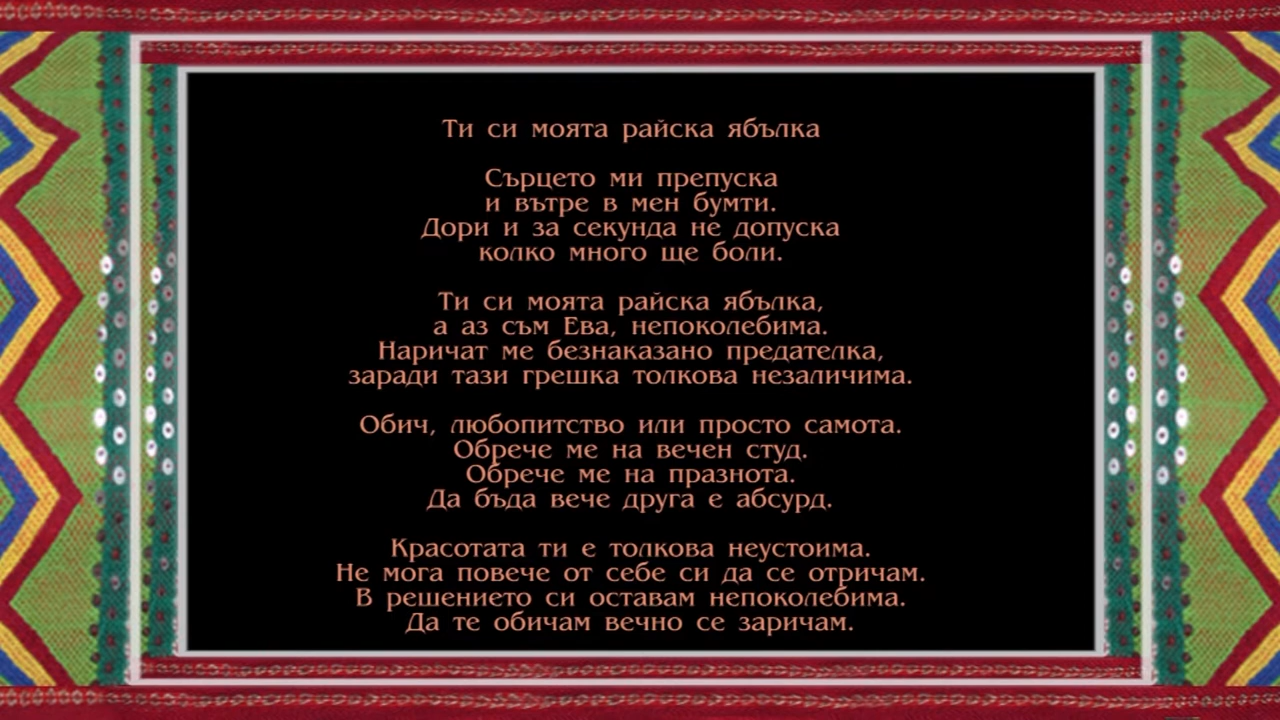 Ти си моята райска ябълка
Сърцето ми препуска
и вътре в мен бумти.
Дори и за секунда не допуска
колко много ще боли.
Ти си моята райска ябълка,
а аз съм Ева, непоколебима.
Наричат ме безнаказано предателка,
заради тази грешка толкова незаличима.
Обич, любопитство или просто самота.
Обрече ме на вечен студ.
Обрече ме на празнота.
Да бъда вече друга е абсурд.
Красотата ти е толкова неустоима.
Не мога повече от себе си да се отричам.
В решението си оставам непоколебима.
Да те обичам вечно се заричам.